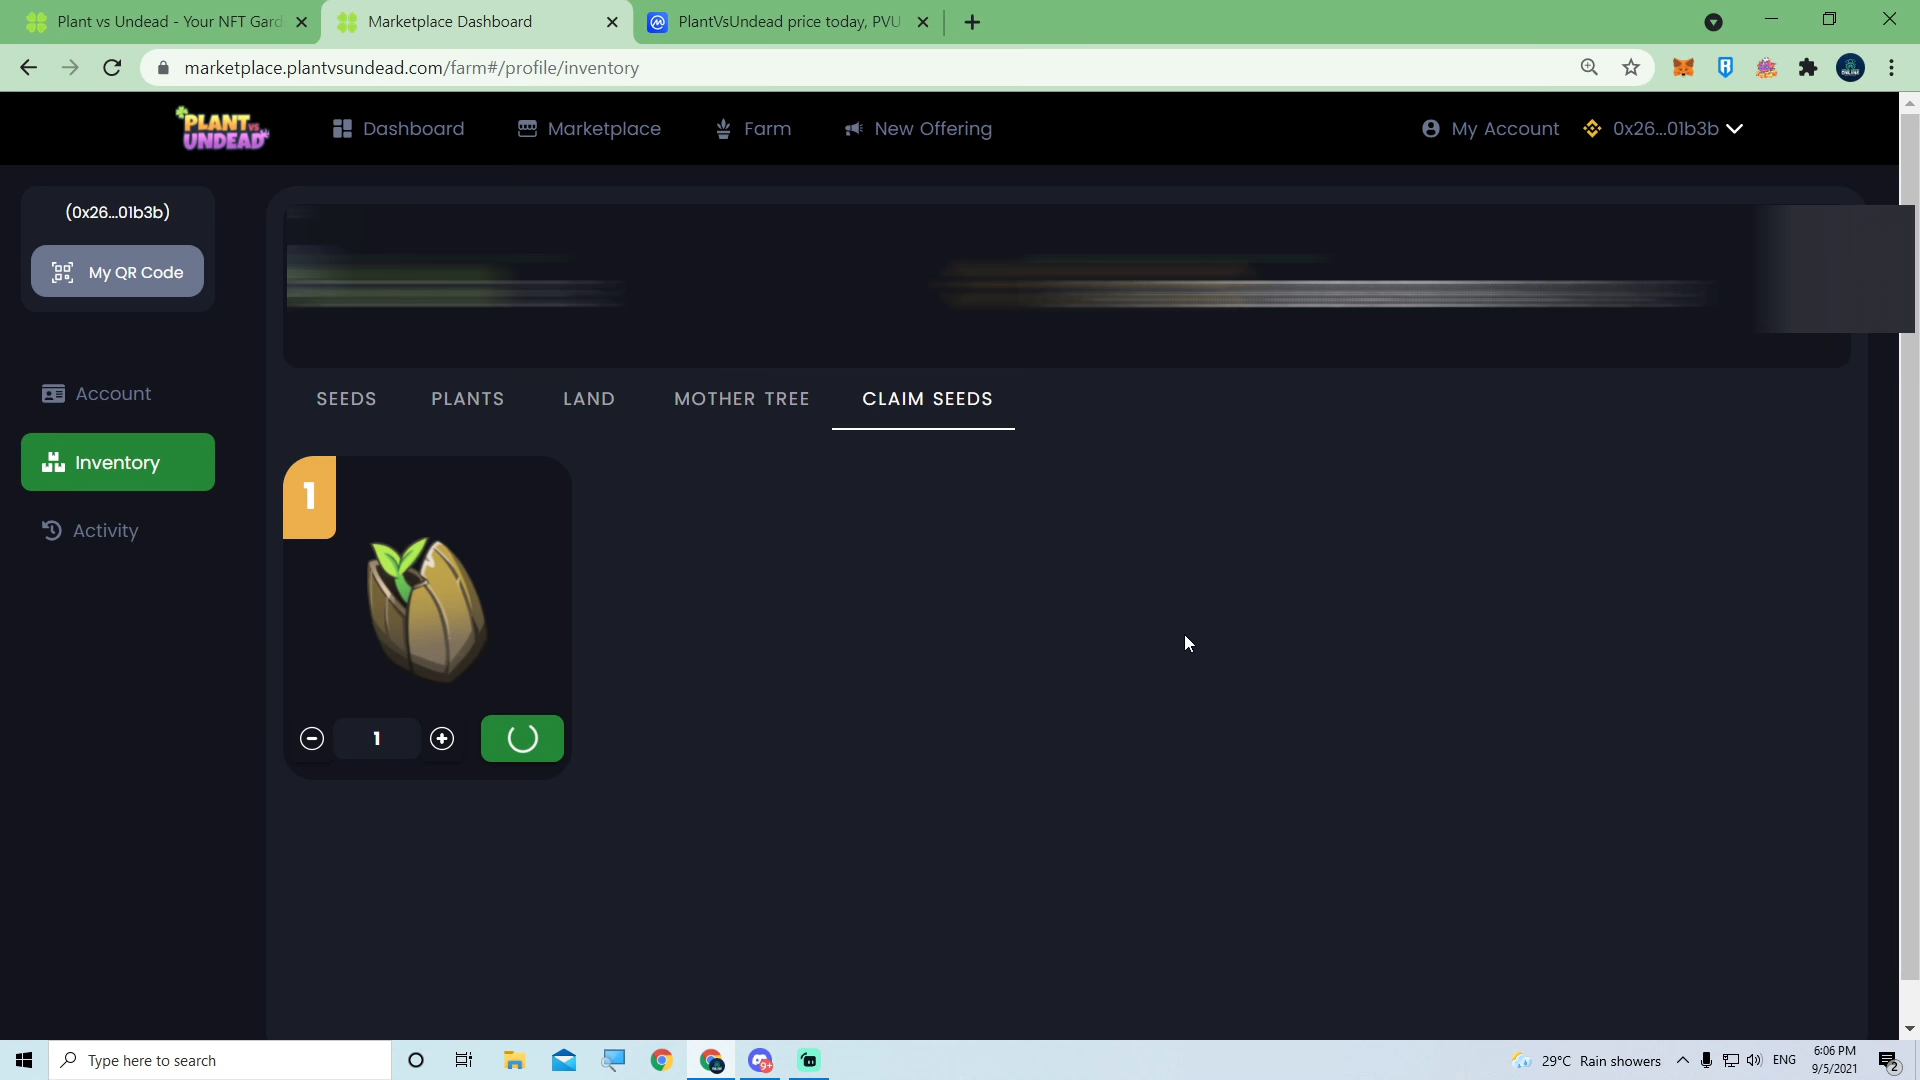 Plant vs Undead - Your NFT Gard
Marketplace Dashboard
PlantVsUndead price today, PVU
marketplace.plantvsundead.com/farm#/profile/inventory
PLANT VS UNDEAD
Dashboard
Marketplace
Farm
New Offering
My Account
0x26...01b3b
(0x26...01b3b)
My QR Code
Account
Inventory
Activity
SEEDS
PLANTS
LAND
MOTHER TREE
CLAIM SEEDS
1
1
Type here to search
9+
29°C Rain showers
ENG
6:06 PM
9/5/2021
2